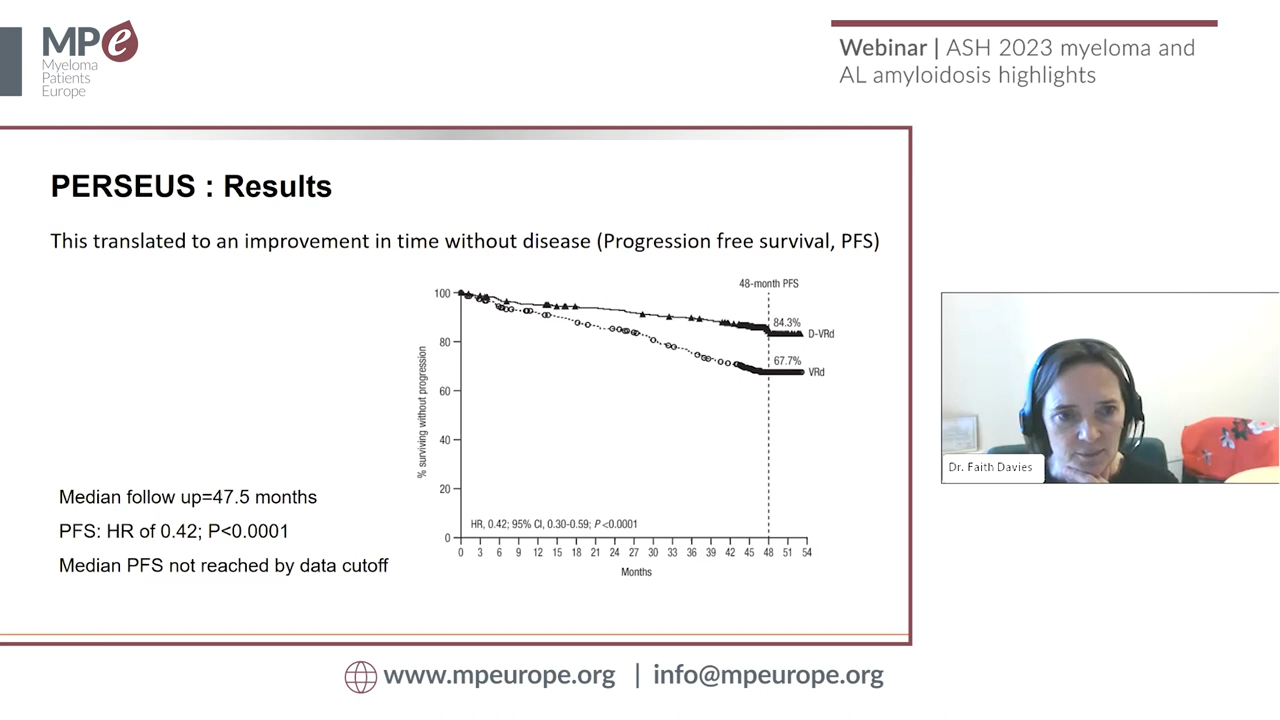 MPe
Myeloma
Patients
Europe
Webinar | ASH 2023 myeloma and
AL amyloidosis highlights
PERSEUS : Results
This translated to an improvement in time without disease (Progression free survival, PFS)
48-month PFS
100
80
60
40
20
0
% surviving without progression
84.3%
D-VRd
67.7%
VRd
HR, 0.42; 95% CI, 0.30-0.59; P<0.0001
0 3 6 9 12 15 18 21 24 27 30 33 36 39 42 45 48 51 54
Months
Median follow up=47.5 months
PFS: HR of 0.42; P<0.0001
Median PFS not reached by data cutoff
Dr. Faith Davies
www.mpeurope.org | info@mpeurope.org